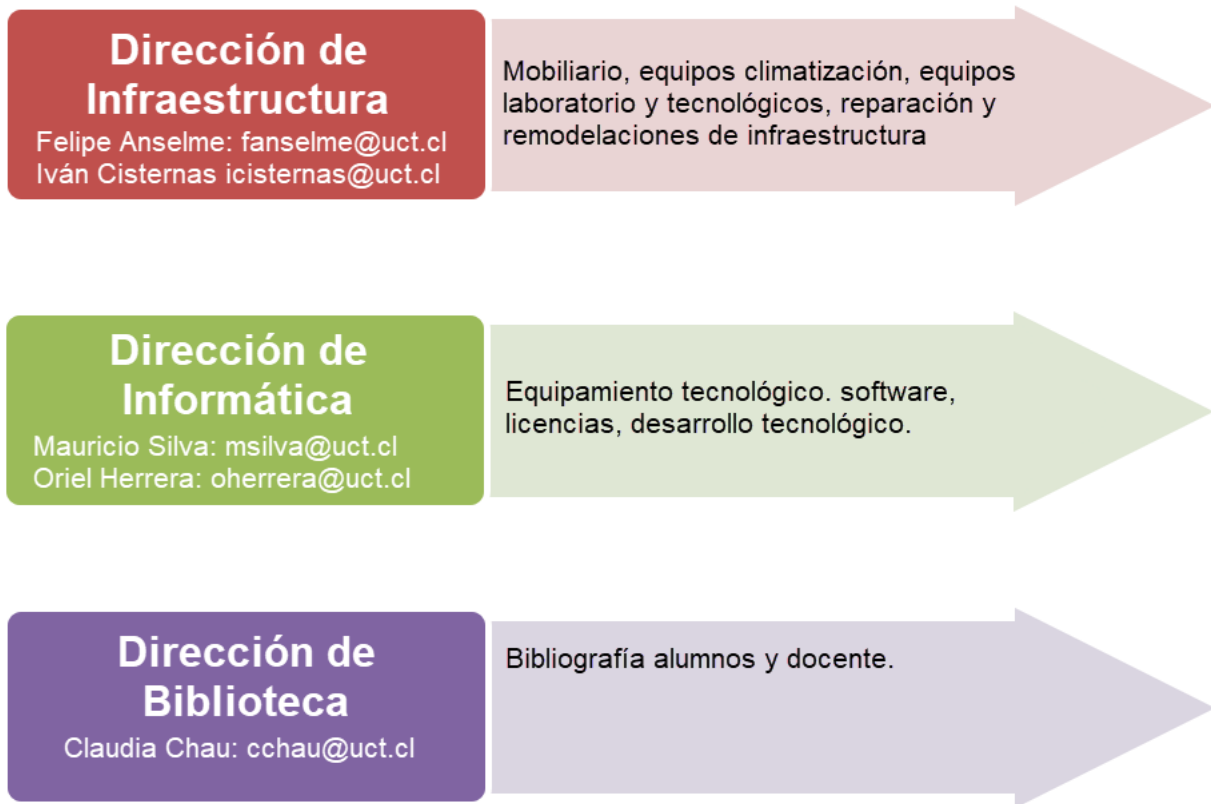 Dirección de
Infraestructura
Felipe Anselme: fanselme@uct.cl
Iván Cisternas icisternas@uct.cl
Mobiliario, equipos climatización, equipos
laboratorio y tecnológicos, reparación y
remodelaciones de infraestructura
Dirección de
Informática
Mauricio Silva: msilva@uct.cl
Oriel Herrera: oherrera@uct.cl
Equipamiento tecnológico. software,
licencias, desarrollo tecnológico.
Dirección de
Biblioteca
Claudia Chau: cchau@uct.cl
Bibliografía alumnos y docente.